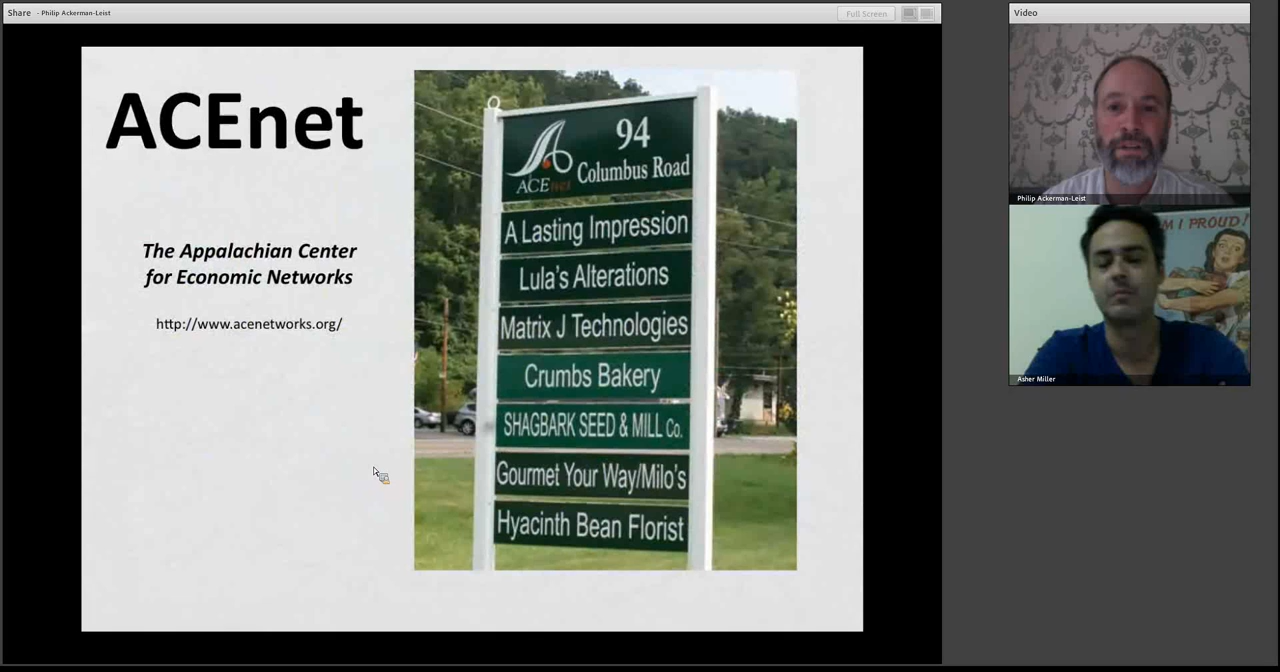 Share - Philip Ackerman-Leist
Full Screen
Video
ACEnet
The Appalachian Center
for Economic Networks
http://www.acenetworks.org/
94
Columbus Road
ACEnet
A Lasting Impression
Lula's Alterations
Matrix J Technologies
Crumbs Bakery
SHAGBARK SEED & MILL Co.
Gourmet Your Way/Milo's
Hyacinth Bean Florist
Philip Ackerman-Leist
M I PROUD!
Asher Miller